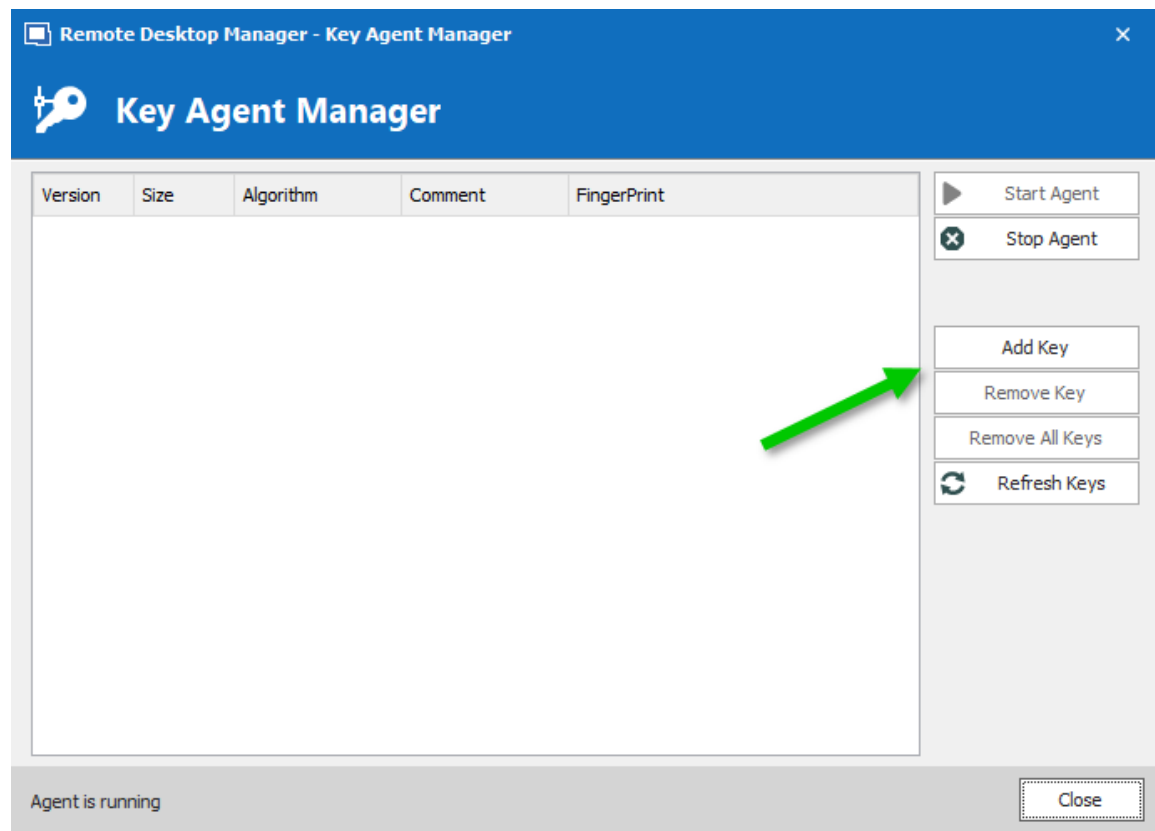 Remote Desktop Manager - Key Agent Manager
Key Agent Manager
Version Size Algorithm Comment FingerPrint
Start Agent
Stop Agent
Add Key
Remove Key
Remove All Keys
Refresh Keys
Agent is running
Close